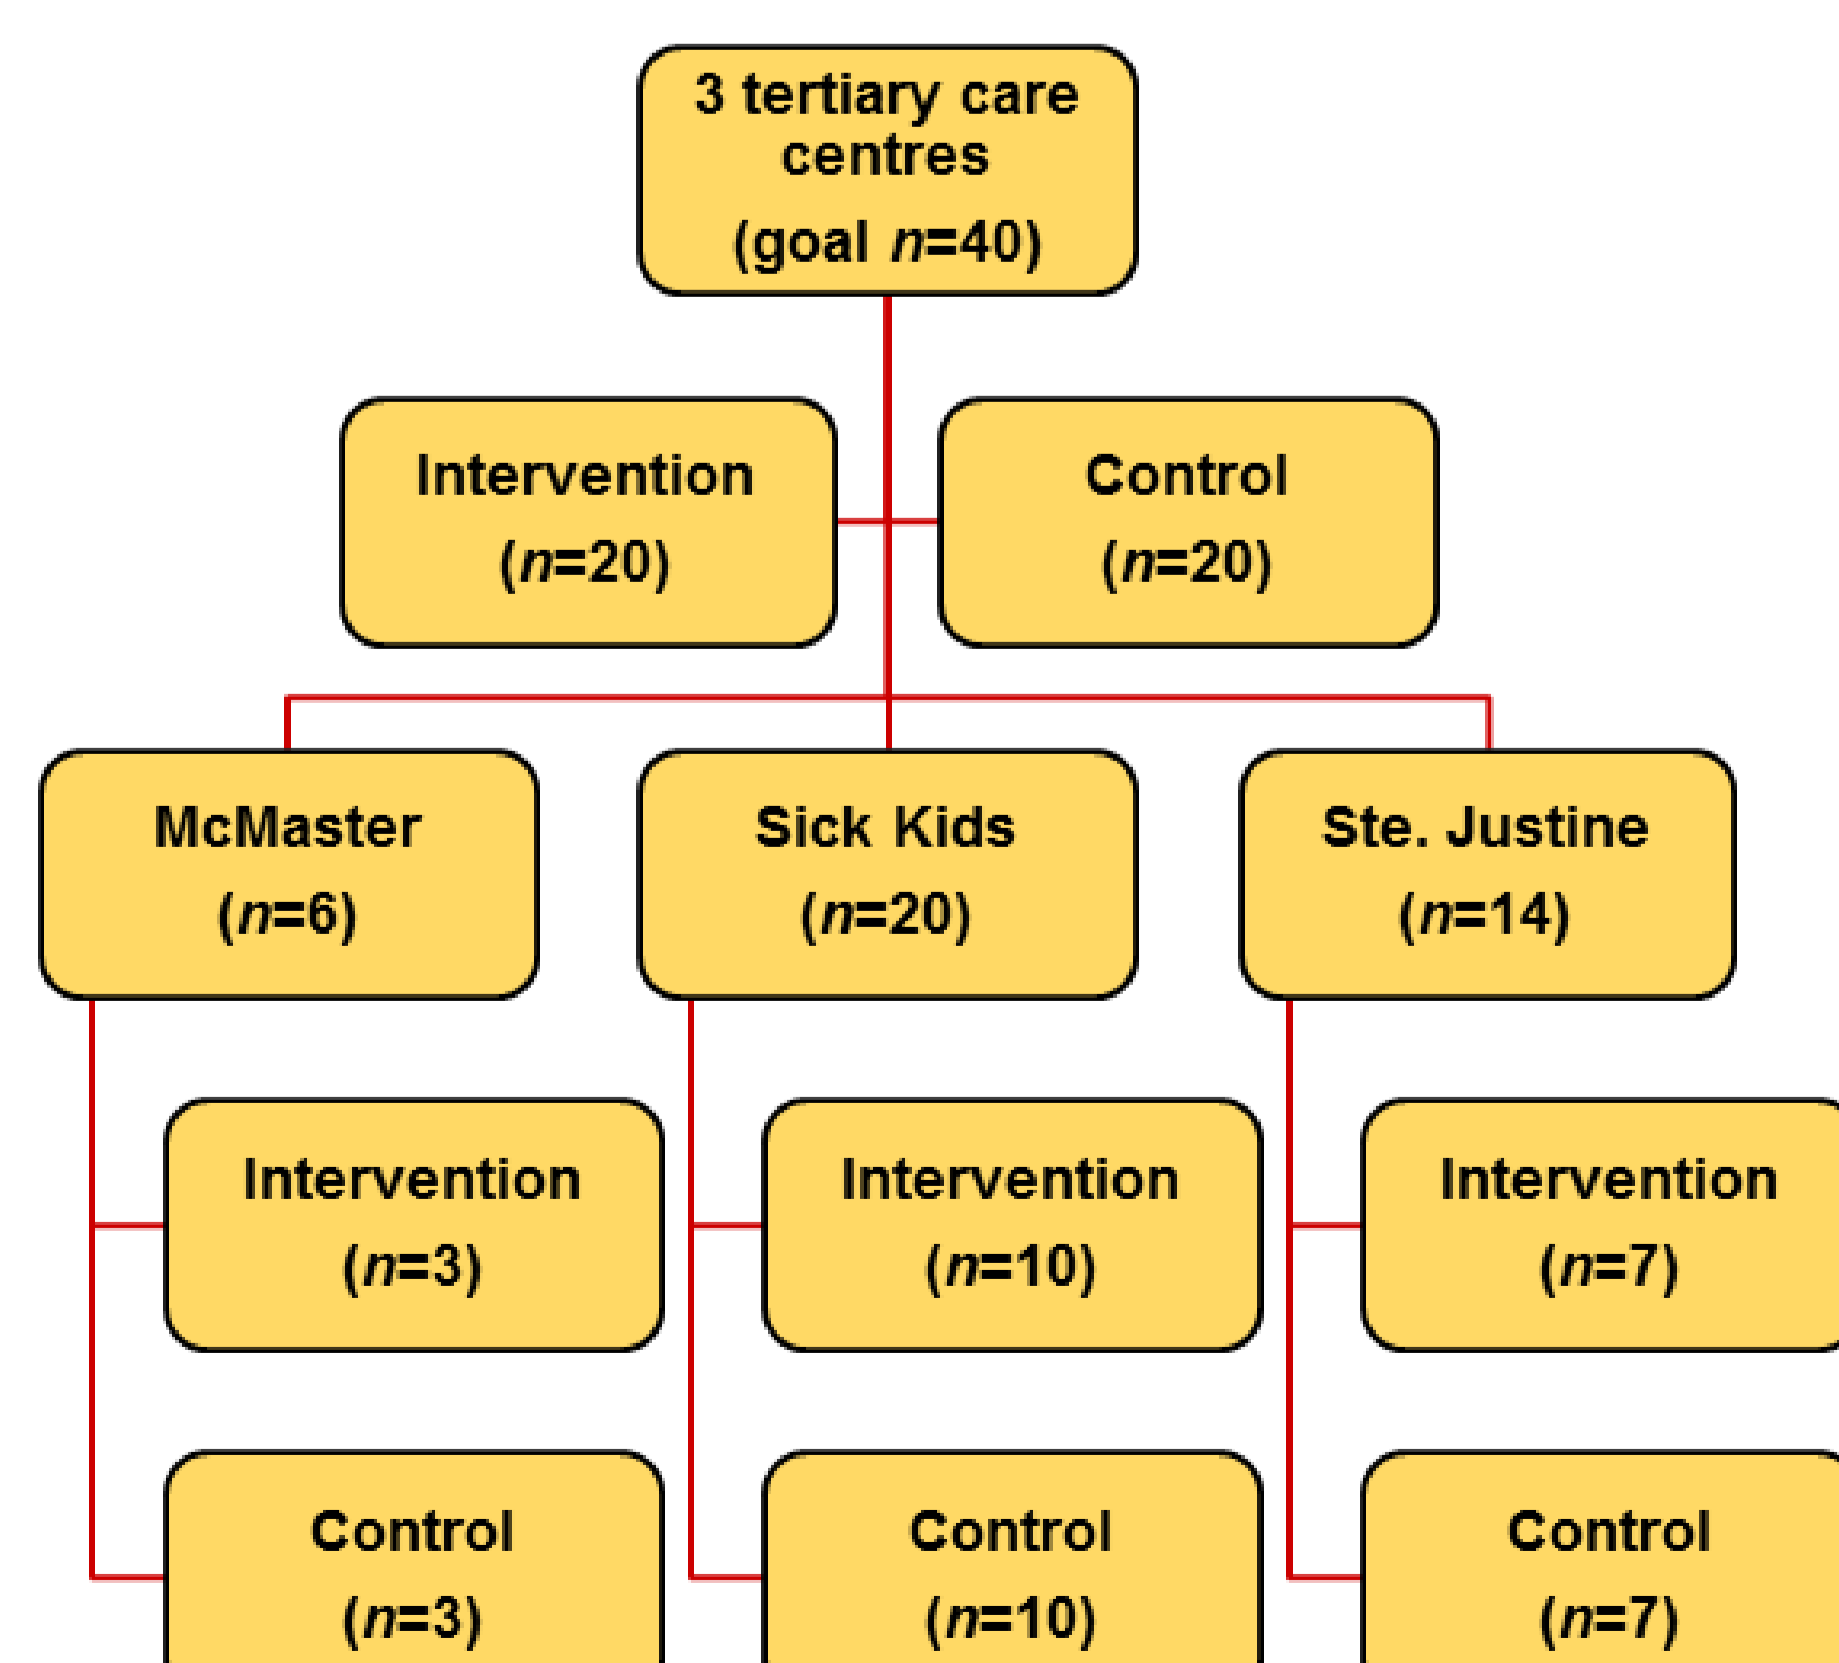 3 tertiary care
centres
(goal n=40)
Intervention
(n=20)
Control
(n=20)
McMaster
(n=6)
Sick Kids
(n=20)
Ste. Justine
(n=14)
Intervention
(n=3)
Intervention
(n=10)
Intervention
(n=7)
Control
(n=3)
Control
(n=10)
Control
(n=7)